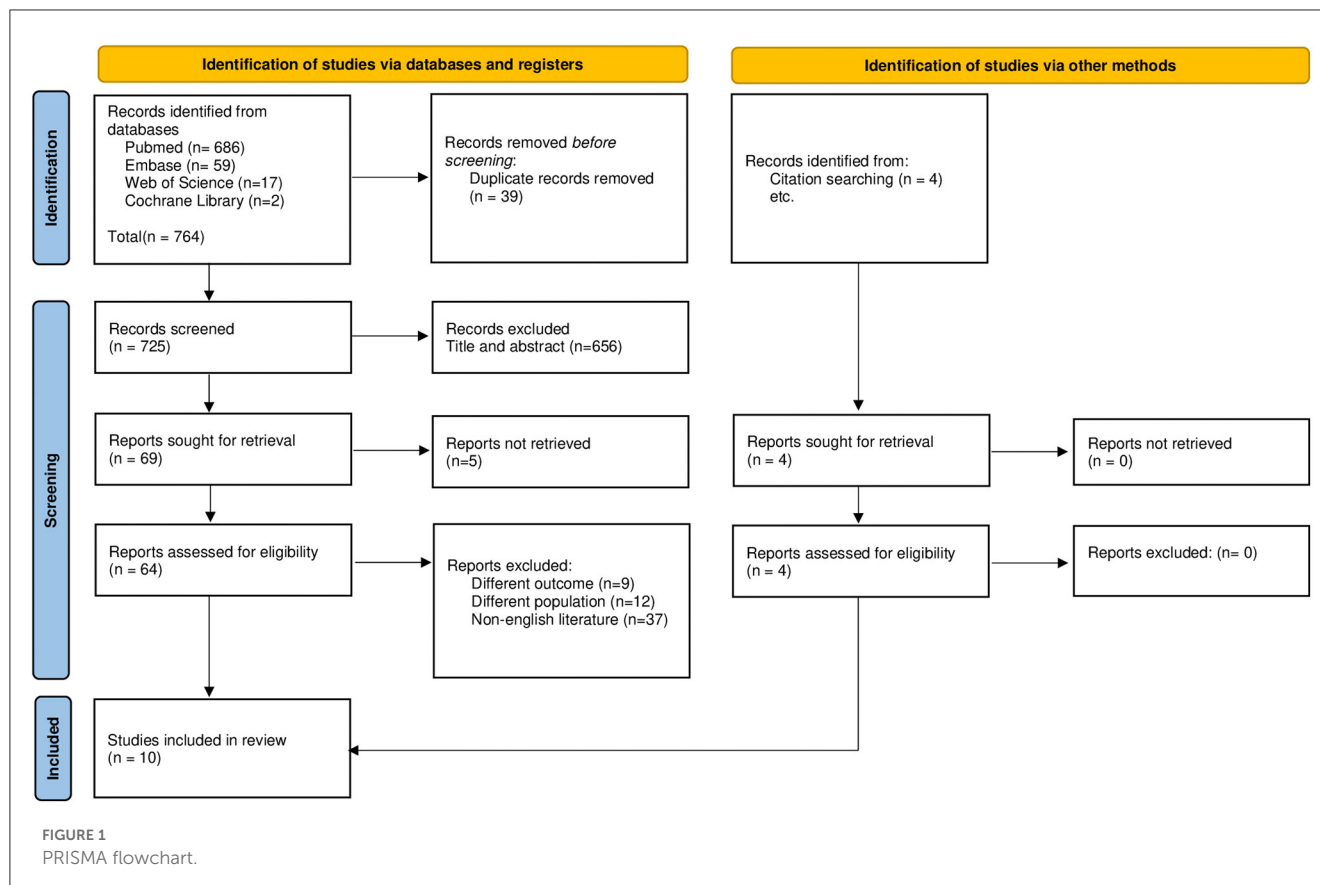 Identification of studies via databases and registers
Identification of studies via other methods
Identification
Records identified from
databases
Pubmed (n= 686)
Embase (n= 59)
Web of Science (n=17)
Cochrane Library (n=2)
Total(n = 764)
Records removed before
screening:
Duplicate records removed
(n = 39)
Records identified from:
Citation searching (n = 4)
etc.
Screening
Records screened
(n = 725)
Records excluded
Title and abstract (n=656)
Reports sought for retrieval
(n = 69)
Reports not retrieved
(n=5)
Reports sought for retrieval
(n = 4)
Reports not retrieved
(n = 0)
Reports assessed for eligibility
(n = 64)
Reports excluded:
Different outcome (n=9)
Different population (n=12)
Non-english literature (n=37)
Reports assessed for eligibility
(n = 4)
Reports excluded: (n= 0)
Included
Studies included in review
(n = 10)
FIGURE 1
PRISMA flowchart.